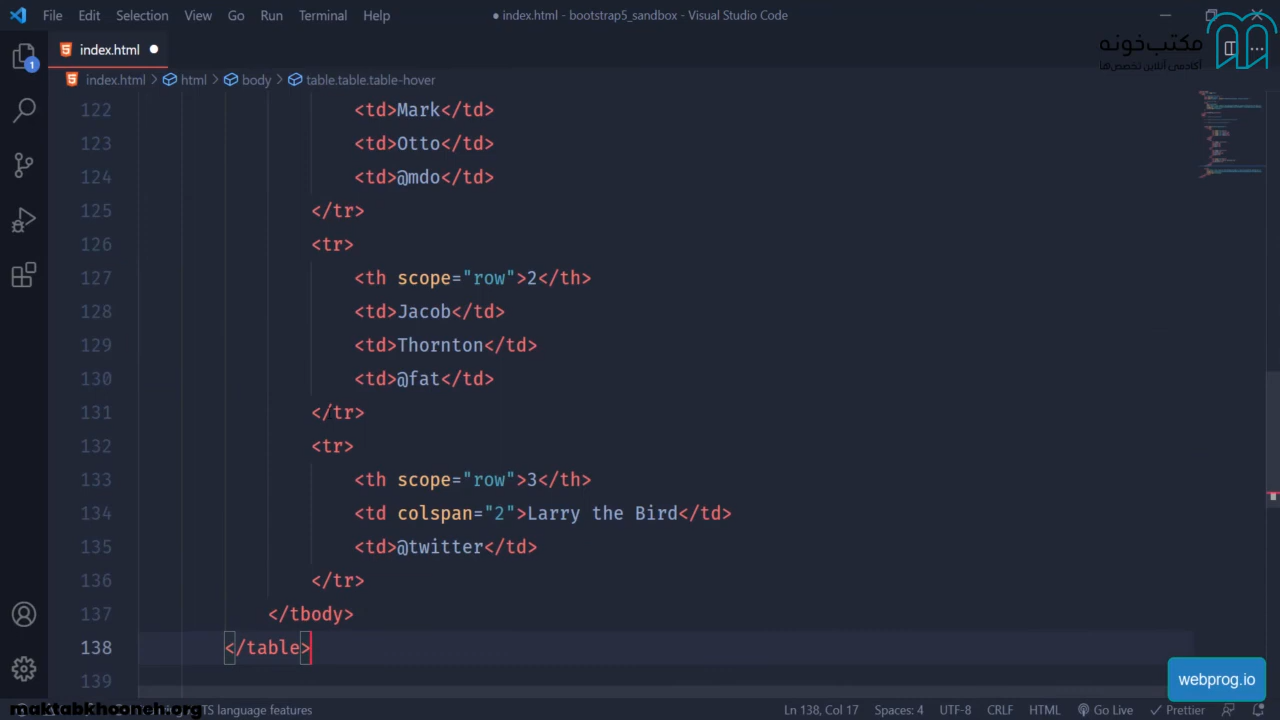 File Edit Selection View Go Run Terminal Help
● index.html - bootstrap5_sandbox - Visual Studio Code
index.html
مکتب‌خونه
آکادمی آنلاین تخصص‌ها
1
index.html > html > body > table.table.table-hover
122 <td>Mark</td>
123 <td>Otto</td>
124 <td>@mdo</td>
125 </tr>
126 <tr>
127 <th scope="row">2</th>
128 <td>Jacob</td>
129 <td>Thornton</td>
130 <td>@fat</td>
131 </tr>
132 <tr>
133 <th scope="row">3</th>
134 <td colspan="2">Larry the Bird</td>
135 <td>@twitter</td>
136 </tr>
137 </tbody>
138 </table>
139
webprog.io
maktabkhooneh.org
TS language features
Ln 138, Col 17 Spaces: 4 UTF-8 CRLF HTML Go Live Prettier